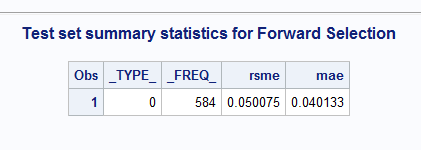 Test set summary statistics for Forward Selection
Obs _TYPE_ _FREQ_ rsme mae
1 0 584 0.050075 0.040133